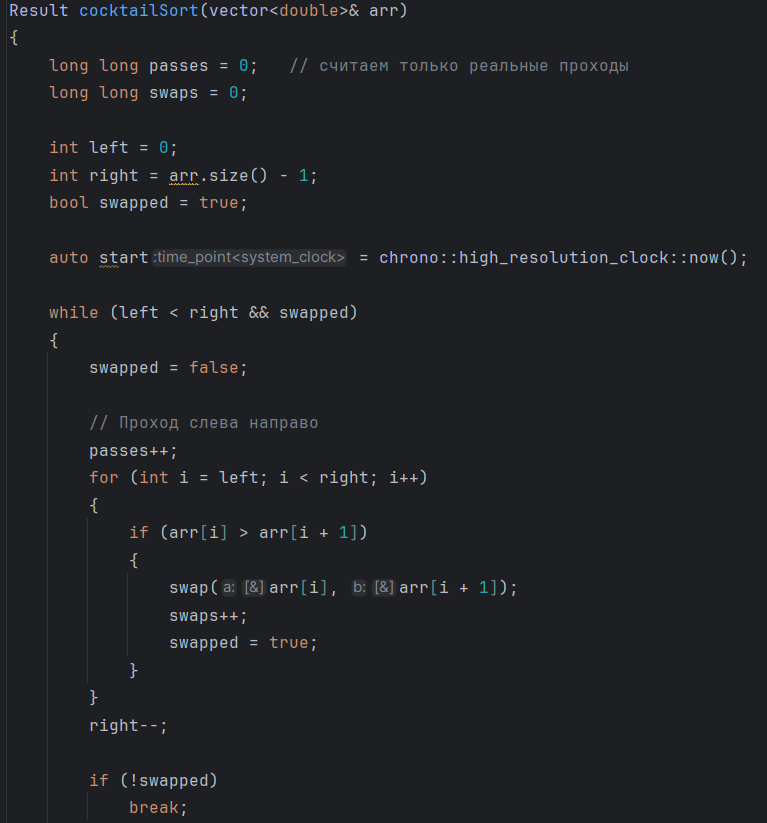 Result cocktailSort(vector<double>& arr)
{
    long long passes = 0;   // считаем только реальные проходы
    long long swaps = 0;

    int left = 0;
    int right = arr.size() - 1;
    bool swapped = true;

    auto start :time_point<system_clock> = chrono::high_resolution_clock::now();

    while (left < right && swapped)
    {
        swapped = false;

        // Проход слева направо
        passes++;
        for (int i = left; i < right; i++)
        {
            if (arr[i] > arr[i + 1])
            {
                swap( a: [&] arr[i], b: [&] arr[i + 1]);
                swaps++;
                swapped = true;
            }
        }
        right--;

        if (!swapped)
            break;